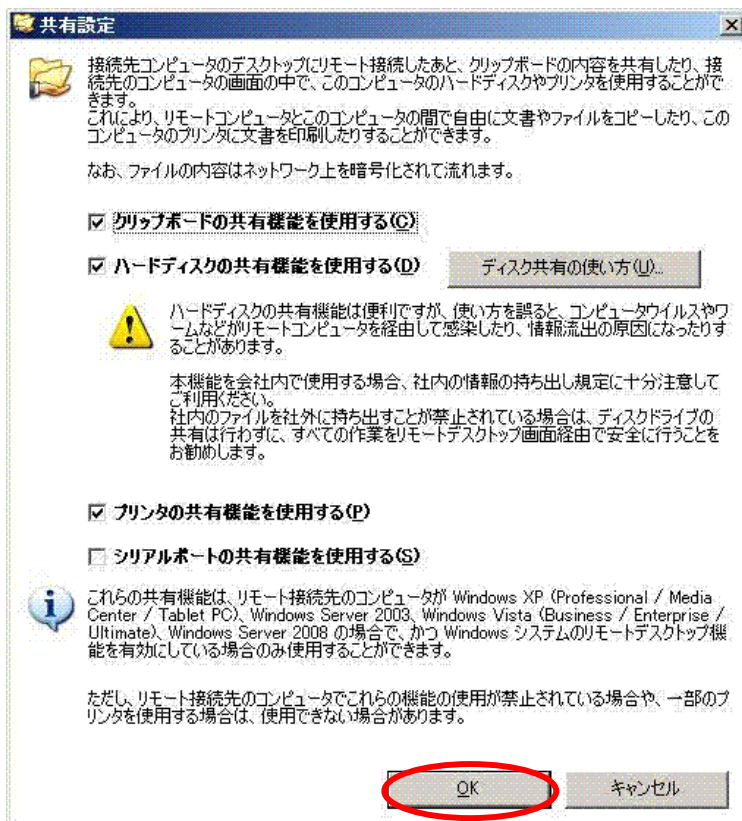 共有設定
接続先コンピュータのデスクトップにリモート接続したあと、クリップボードの内容を共有したり、接
続先のコンピュータの画面の中で、このコンピュータのハードディスクやプリンタを使用することがで
きます。
これにより、リモートコンピュータとこのコンピュータの間で自由に文書やファイルをコピーしたり、この
コンピュータのプリンタに文書を印刷したりすることができます。
なお、ファイルの内容はネットワーク上を暗号化されて流れます。
クリップボードの共有機能を使用する(C)
ハードディスクの共有機能を使用する(D)
ディスク共有の使い方(U)...
ハードディスクの共有機能は便利ですが、使い方を誤ると、コンピュータウイルスやワ
ームなどがリモートコンピュータを経由して感染したり、情報流出の原因になったりす
ることがあります。
本機能を会社内で使用する場合、社内の情報の持ち出し規定に十分注意して
ご利用ください。
社内のファイルを社外に持ち出すことが禁止されている場合は、ディスクドライブの
共有は行わずに、すべての作業をリモートデスクトップ画面経由で安全に行うことを
お勧めします。
プリンタの共有機能を使用する(P)
シリアルポートの共有機能を使用する(S)
これらの共有機能は、リモート接続先のコンピュータが Windows XP (Professional / Media
Center / Tablet PC)、Windows Server 2003、Windows Vista (Business / Enterprise /
Ultimate)、Windows Server 2008 の場合で、かつ Windows システムのリモートデスクトップ機
能を有効にしている場合のみ使用することができます。
ただし、リモート接続先のコンピュータでこれらの機能の使用が禁止されている場合や、一部のプ
リンタを使用する場合は、使用できない場合があります。
OK
キャンセル